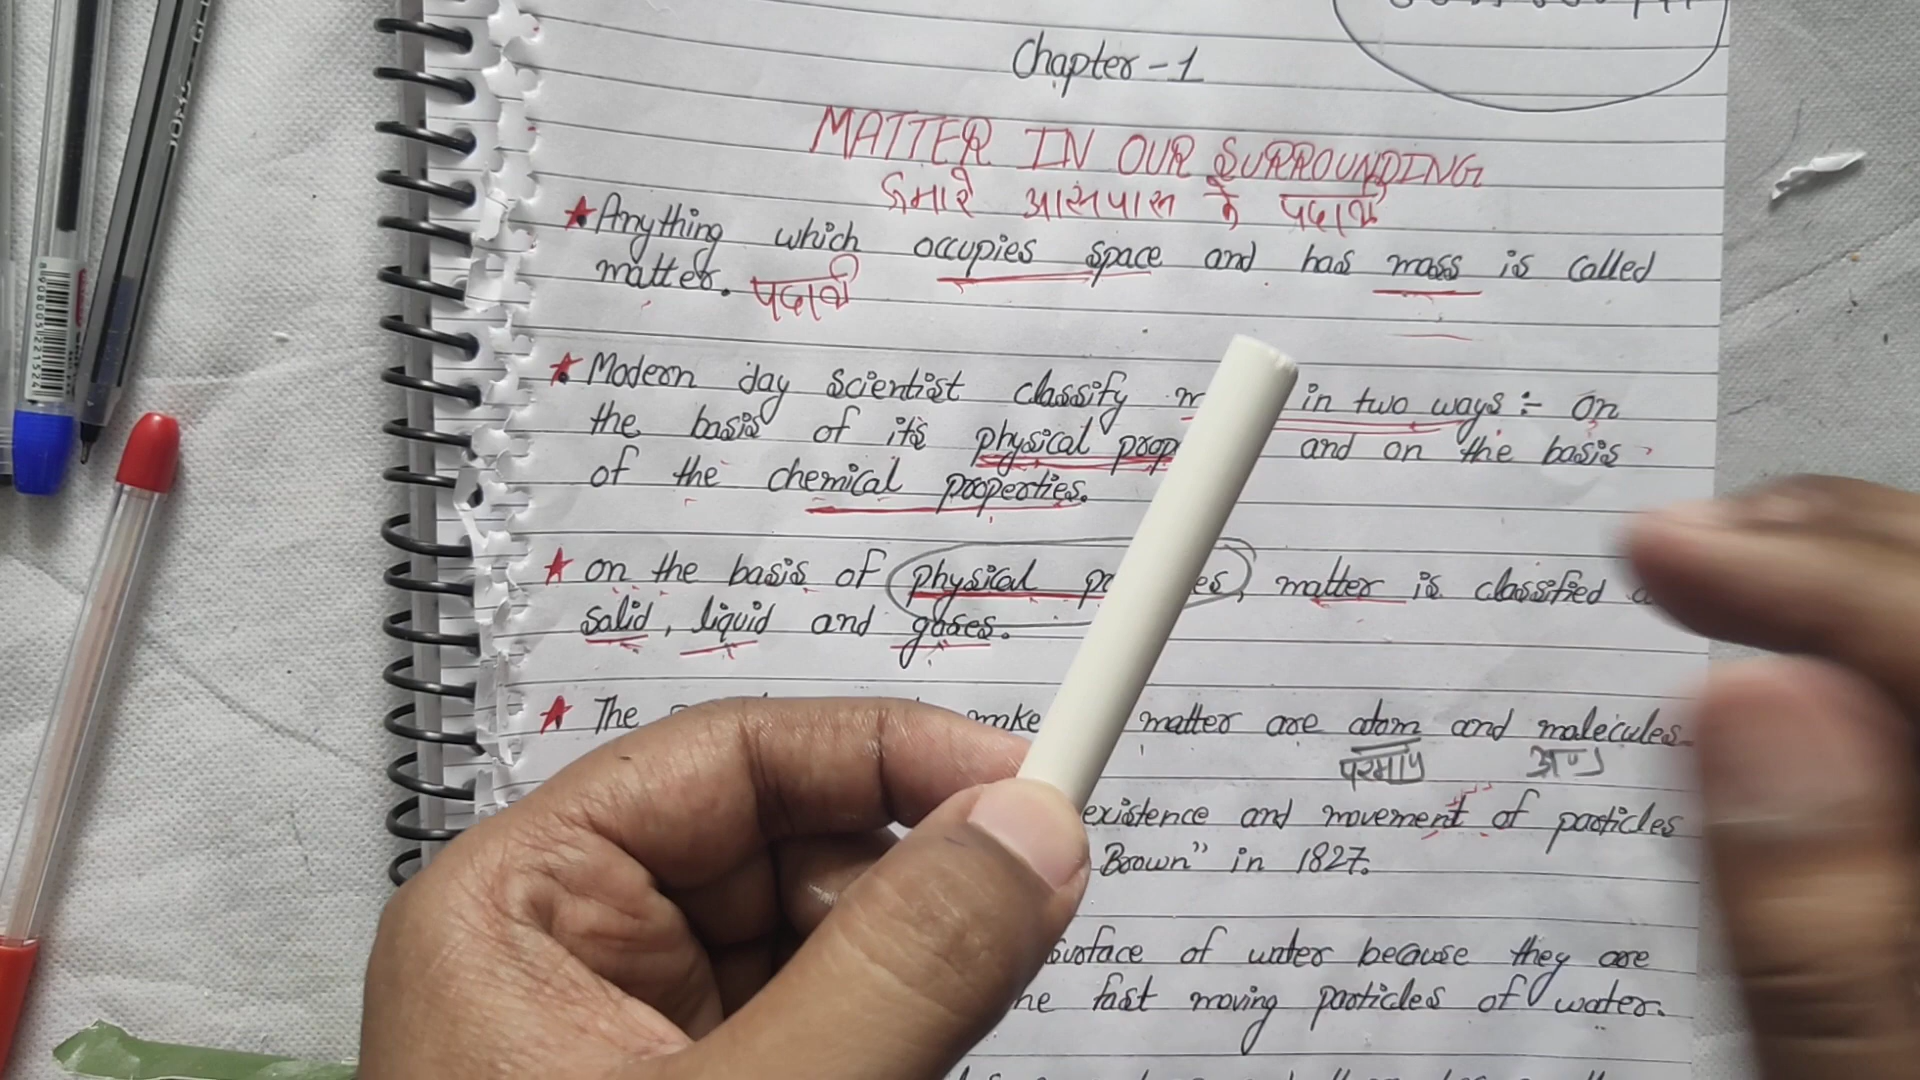 Chapter - 1
MATTER IN OUR SURROUNDING
हमारे आसपास के पदार्थ
★ Anything which occupies space and has mass is called
matter. पदार्थ
★ Modern day scientist classify in two ways :- On
the basis of its physical prop and on the basis
of the chemical properties.
★ on the basis of physical p es, matter is classified
solid, liquid and gases.
★ The make matter are atom and molecules
परमाणु अणु
existence and movement of particles
Brown" in 1827.
surface of water because they are
he fast moving particles of water.
8908005221524